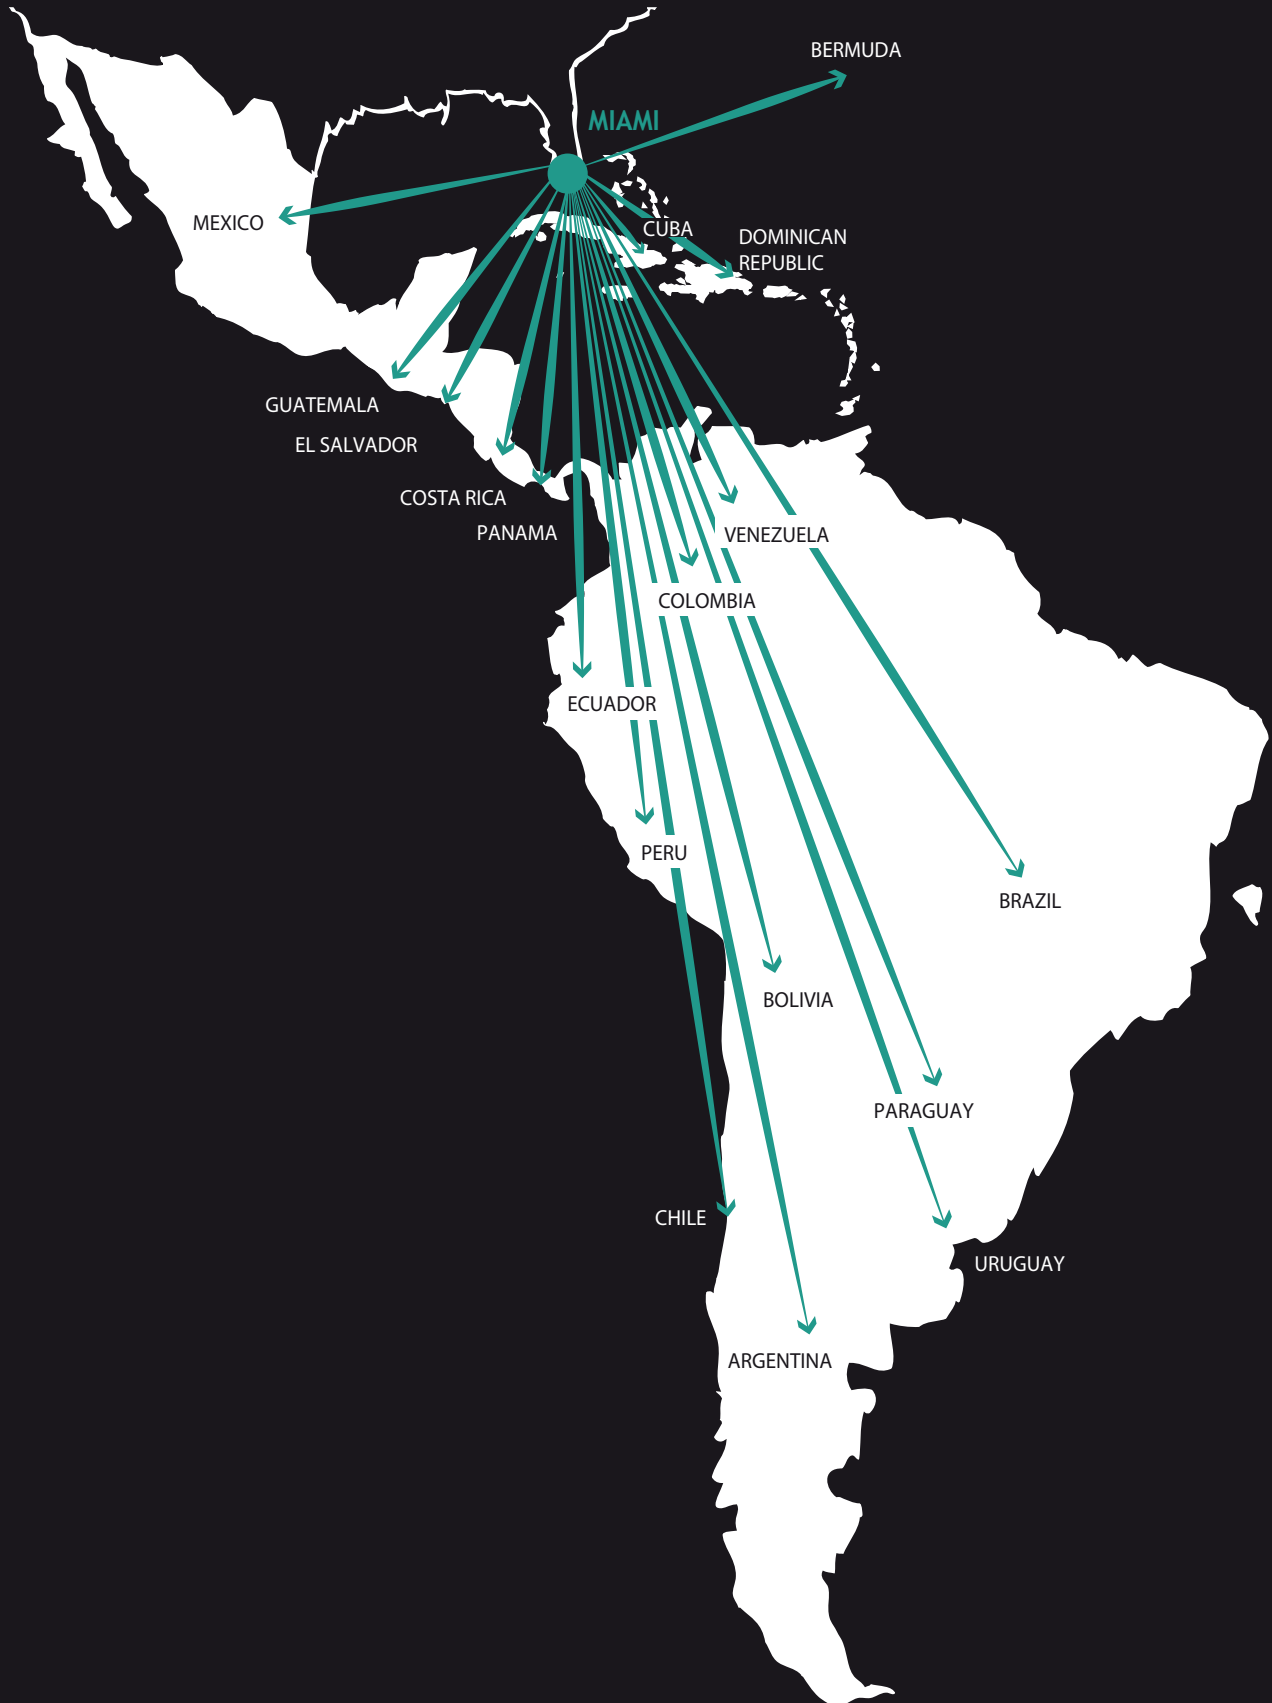 BERMUDA
MIAMI
MEXICO
CUBA
DOMINICAN
REPUBLIC
GUATEMALA
EL SALVADOR
COSTA RICA
PANAMA
VENEZUELA
COLOMBIA
ECUADOR
PERU
BRAZIL
BOLIVIA
PARAGUAY
CHILE
URUGUAY
ARGENTINA